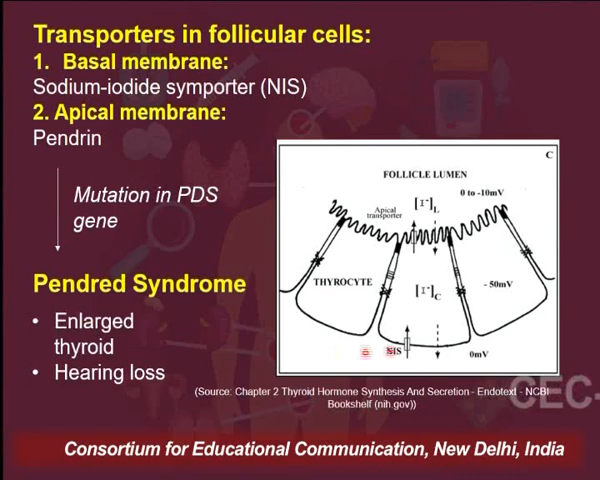 Transporters in follicular cells:
1. Basal membrane:
Sodium-iodide symporter (NIS)
2. Apical membrane:
Pendrin
Mutation in PDS
gene
Pendred Syndrome
• Enlarged
thyroid
• Hearing loss
C
FOLLICLE LUMEN
0 to -10mV
Apical
transporter
[I⁻]L
THYROCYTE
[I⁻]C
- 50mV
NIS
0mV
(Source: Chapter 2 Thyroid Hormone Synthesis And Secretion - Endotext - NCBI
Bookshelf (nih.gov))
CEC-
Consortium for Educational Communication, New Delhi, India